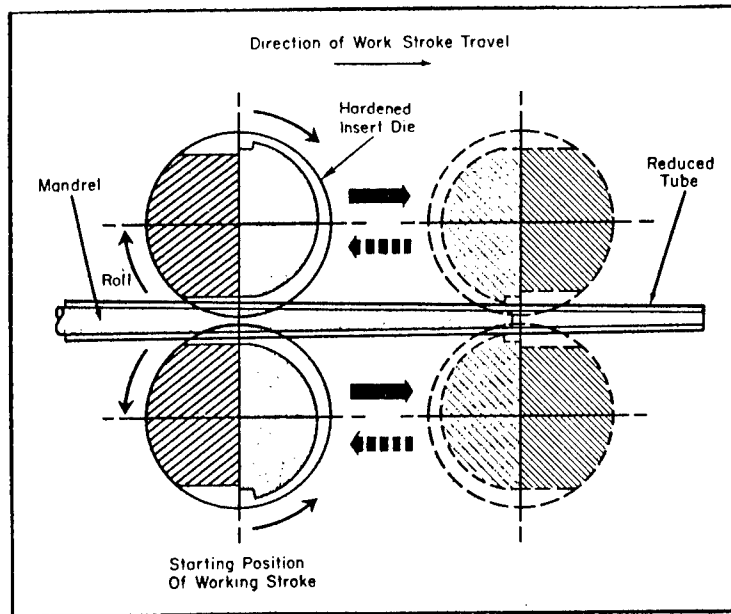 Direction of Work Stroke Travel
Hardened
Insert Die
Reduced
Tube
Mandrel
Roll
Starting Position
Of Working Stroke